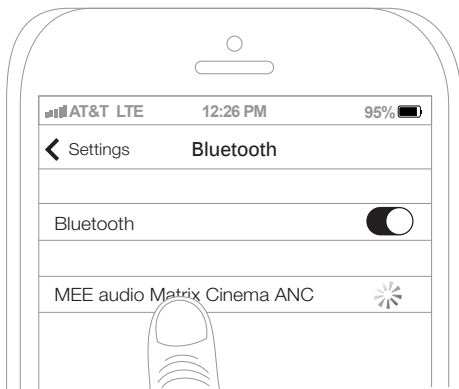 AT&T LTE 12:26 PM 95%
Settings Bluetooth
Bluetooth
MEE audio Matrix Cinema ANC